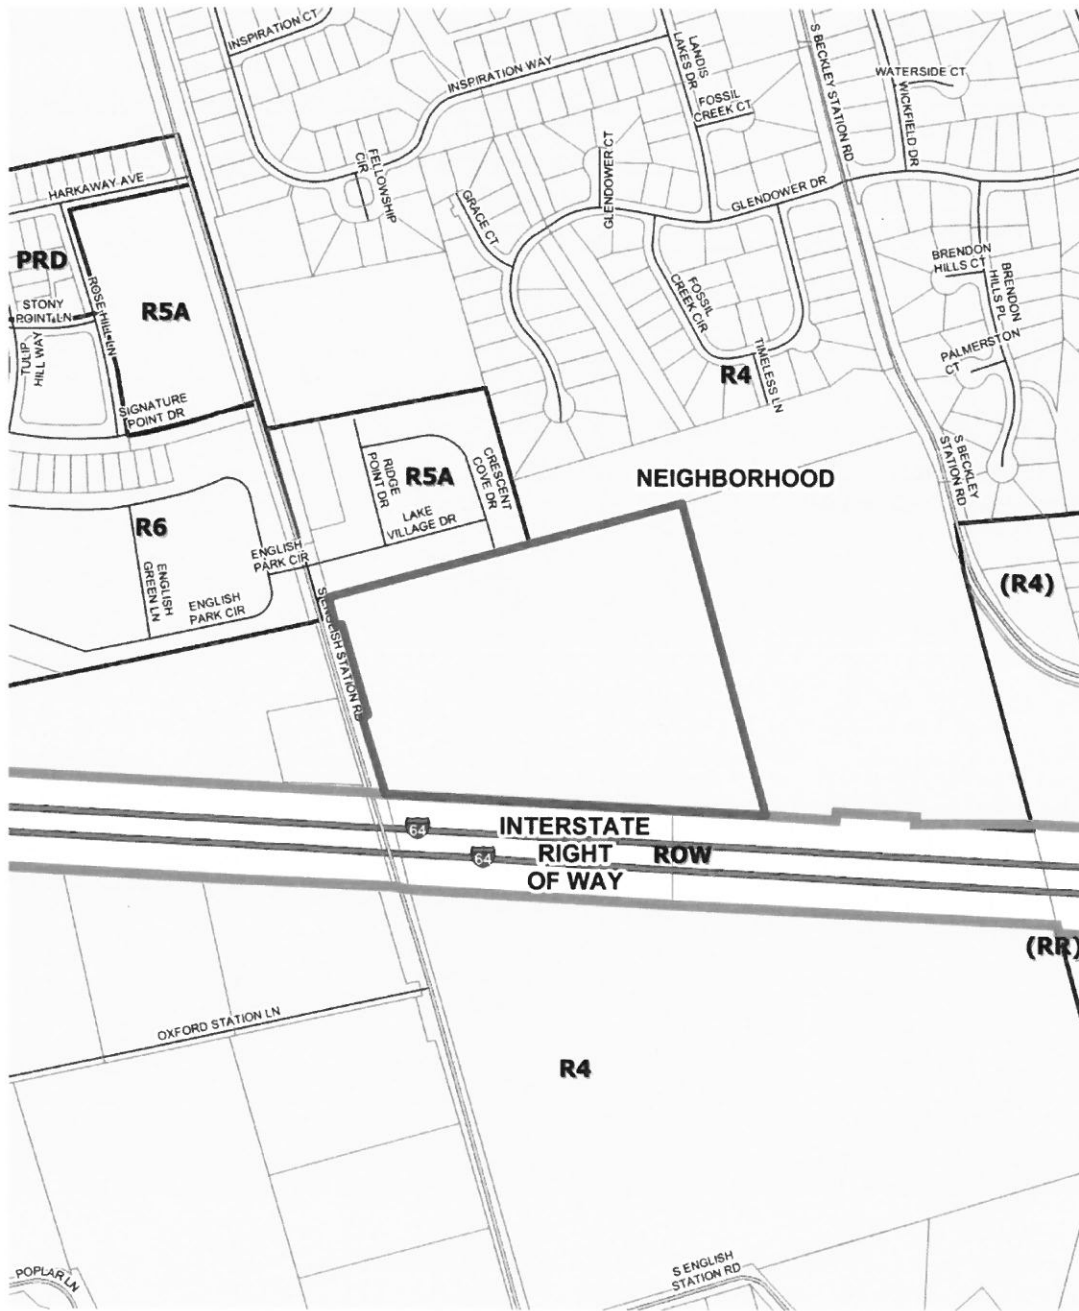 INSPIRATION CT
INSPIRATION WAY
LANDIS
LAKES DR
S BECKLEY STATION RD
WATERSIDE CT
WICKFIELD DR
FOSSIL
CREEK CT
FELLOWSHIP
CIR
GLENDOWER CT
HARKAWAY AVE
GRACE CT
GLENDOWER DR
PRD
ROSE HILL LN
R5A
STONY
POINT LN
TULIP
HILL WAY
FOSSIL
CREEK CIR
BRENDON
HILLS CT
BRENDON
HILLS PL
PALMERSTON
CT
TIMELESS LN
R4
SIGNATURE
POINT DR
RIDGE
POINT DR
R5A
CRESCENT
COVE DR
LAKE
VILLAGE DR
NEIGHBORHOOD
S BECKLEY
STATION RD
R6
ENGLISH
PARK CIR
ENGLISH
GREEN LN
ENGLISH
PARK CIR
(R4)
S ENGLISH STATION RD
64
INTERSTATE
64
RIGHT
ROW
OF WAY
(RR)
OXFORD STATION LN
R4
POPLAR LN
S ENGLISH
STATION RD